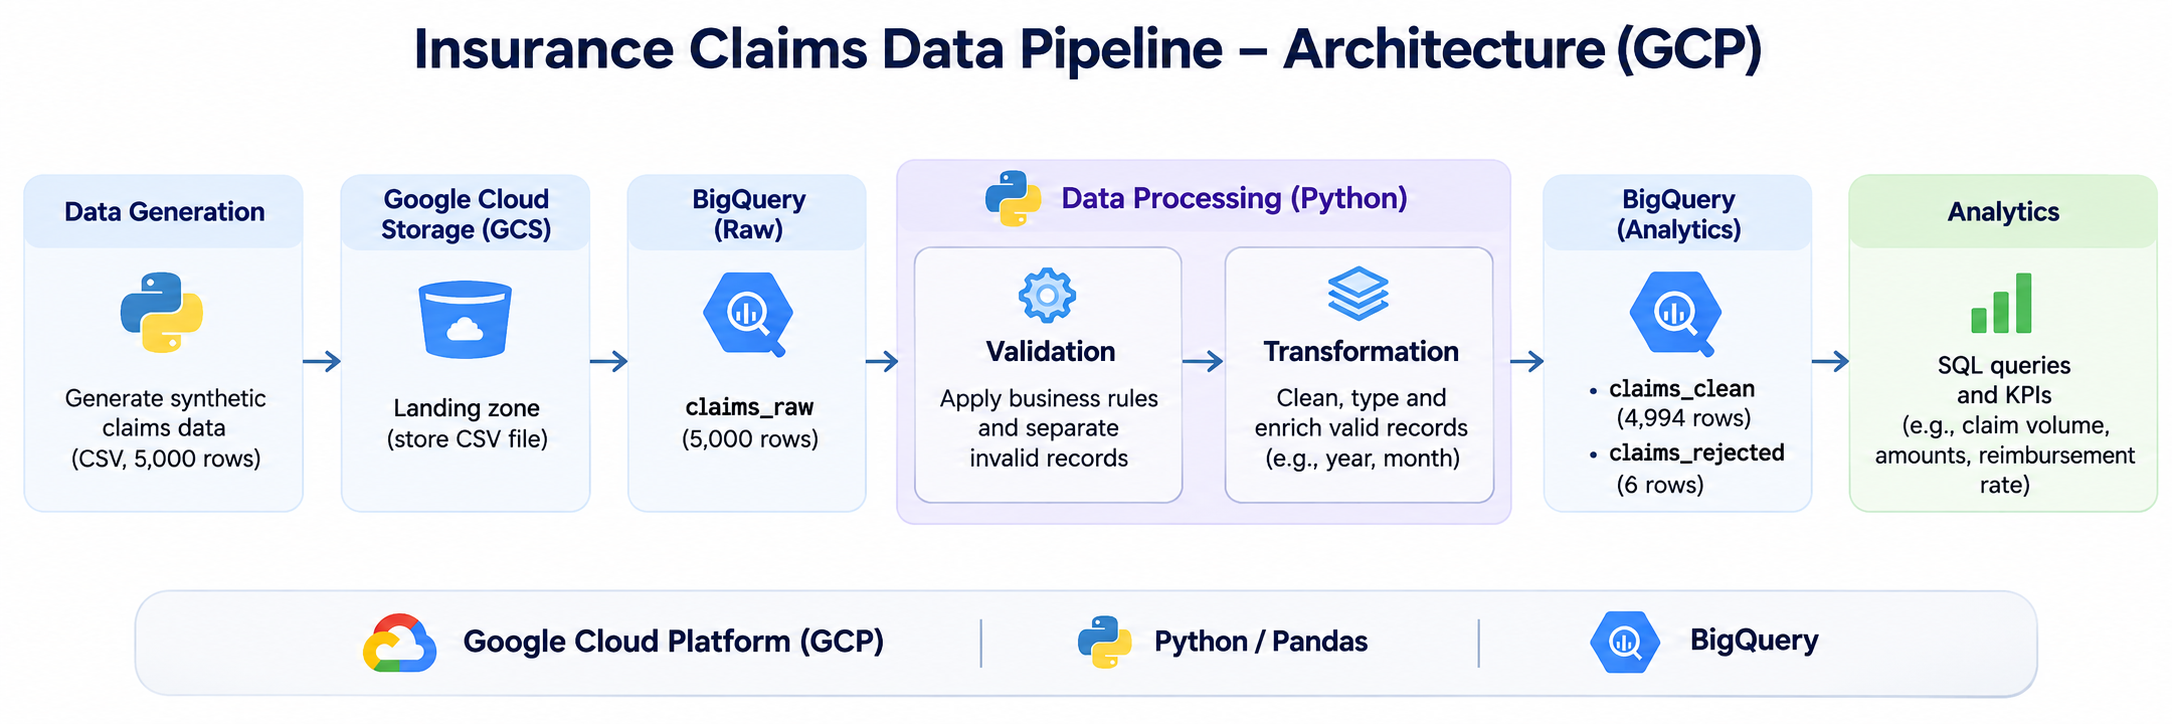 Insurance Claims Data Pipeline – Architecture (GCP)
Data Generation
Generate synthetic
claims data
(CSV, 5,000 rows)
Google Cloud
Storage (GCS)
Landing zone
(store CSV file)
BigQuery
(Raw)
claims_raw
(5,000 rows)
Data Processing (Python)
Validation
Apply business rules
and separate
invalid records
Transformation
Clean, type and
enrich valid records
(e.g., year, month)
BigQuery
(Analytics)
• claims_clean
(4,994 rows)
• claims_rejected
(6 rows)
Analytics
SQL queries
and KPIs
(e.g., claim volume,
amounts, reimbursement
rate)
Google Cloud Platform (GCP)
Python / Pandas
BigQuery